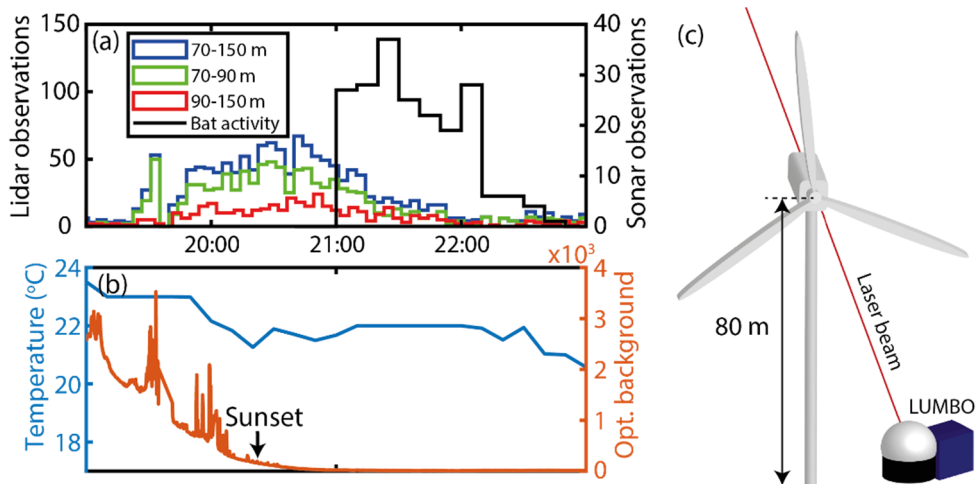 (a)
150
100
50
0
Lidar observations
70-150 m
70-90 m
90-150 m
Bat activity
40
30
20
10
0
Sonar observations
20:00
21:00
22:00
(b)
24
22
20
18
Temperature (°C)
x10³
4
3
2
1
0
Opt. background
Sunset
(c)
80 m
Laser beam
LUMBO